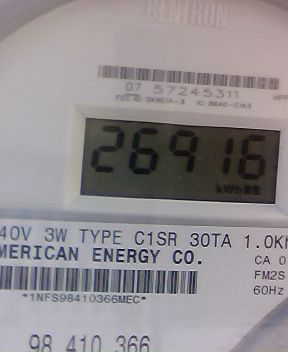 CENTRON
07 57245311
26916
kWh
40V 3W TYPE C1SR 30TA 1.0Kh
MERICAN ENERGY CO.
CA 0
FM2S
60Hz
*1NFS98410366MEC*
98 410 366